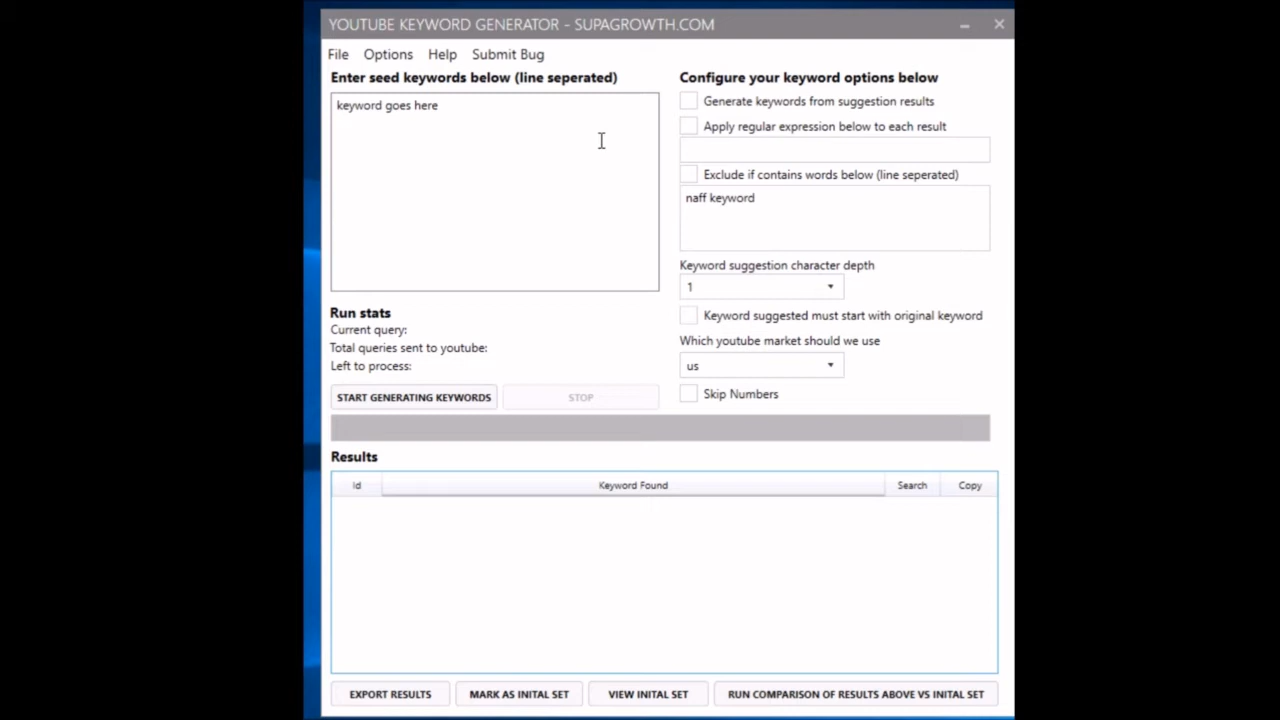 YOUTUBE KEYWORD GENERATOR - SUPAGROWTH.COM
File Options Help Submit Bug
Enter seed keywords below (line seperated)
keyword goes here
Configure your keyword options below
Generate keywords from suggestion results
Apply regular expression below to each result
Exclude if contains words below (line seperated)
naff keyword
Keyword suggestion character depth
1
Keyword suggested must start with original keyword
Which youtube market should we use
us
Skip Numbers
Run stats
Current query:
Total queries sent to youtube:
Left to process:
START GENERATING KEYWORDS STOP
Results
Id Keyword Found Search Copy
EXPORT RESULTS MARK AS INITAL SET VIEW INITAL SET RUN COMPARISON OF RESULTS ABOVE VS INITAL SET